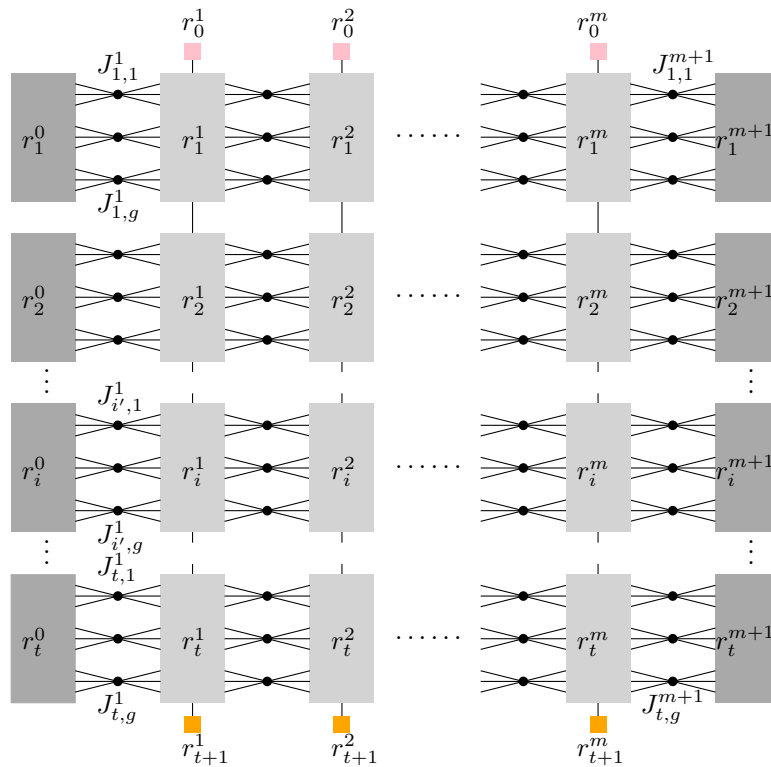 r_0^1 r_0^2 r_0^m
J_{1,1}^1 J_{1,1}^{m+1}
r_1^0 r_1^1 r_1^2 ...... r_1^m r_1^{m+1}
J_{1,g}^1
r_2^0 r_2^1 r_2^2 ...... r_2^m r_2^{m+1}
⋮ ⋮
J_{i',1}^1
r_i^0 r_i^1 r_i^2 ...... r_i^m r_i^{m+1}
J_{i',g}^1
⋮ ⋮
J_{t,1}^1
r_t^0 r_t^1 r_t^2 ...... r_t^m r_t^{m+1}
J_{t,g}^1 J_{t,g}^{m+1}
r_{t+1}^1 r_{t+1}^2 r_{t+1}^m